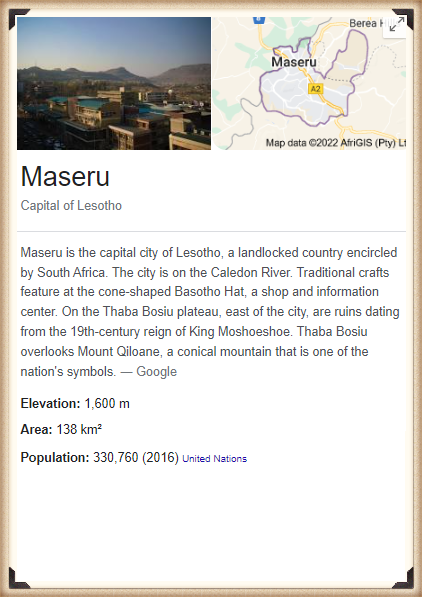 Berea H
Maseru
A2
Map data ©2022 AfriGIS (Pty) Lt
Maseru
Capital of Lesotho
Maseru is the capital city of Lesotho, a landlocked country encircled
by South Africa. The city is on the Caledon River. Traditional crafts
feature at the cone-shaped Basotho Hat, a shop and information
center. On the Thaba Bosiu plateau, east of the city, are ruins dating
from the 19th-century reign of King Moshoeshoe. Thaba Bosiu
overlooks Mount Qiloane, a conical mountain that is one of the
nation's symbols. — Google
Elevation: 1,600 m
Area: 138 km²
Population: 330,760 (2016) United Nations